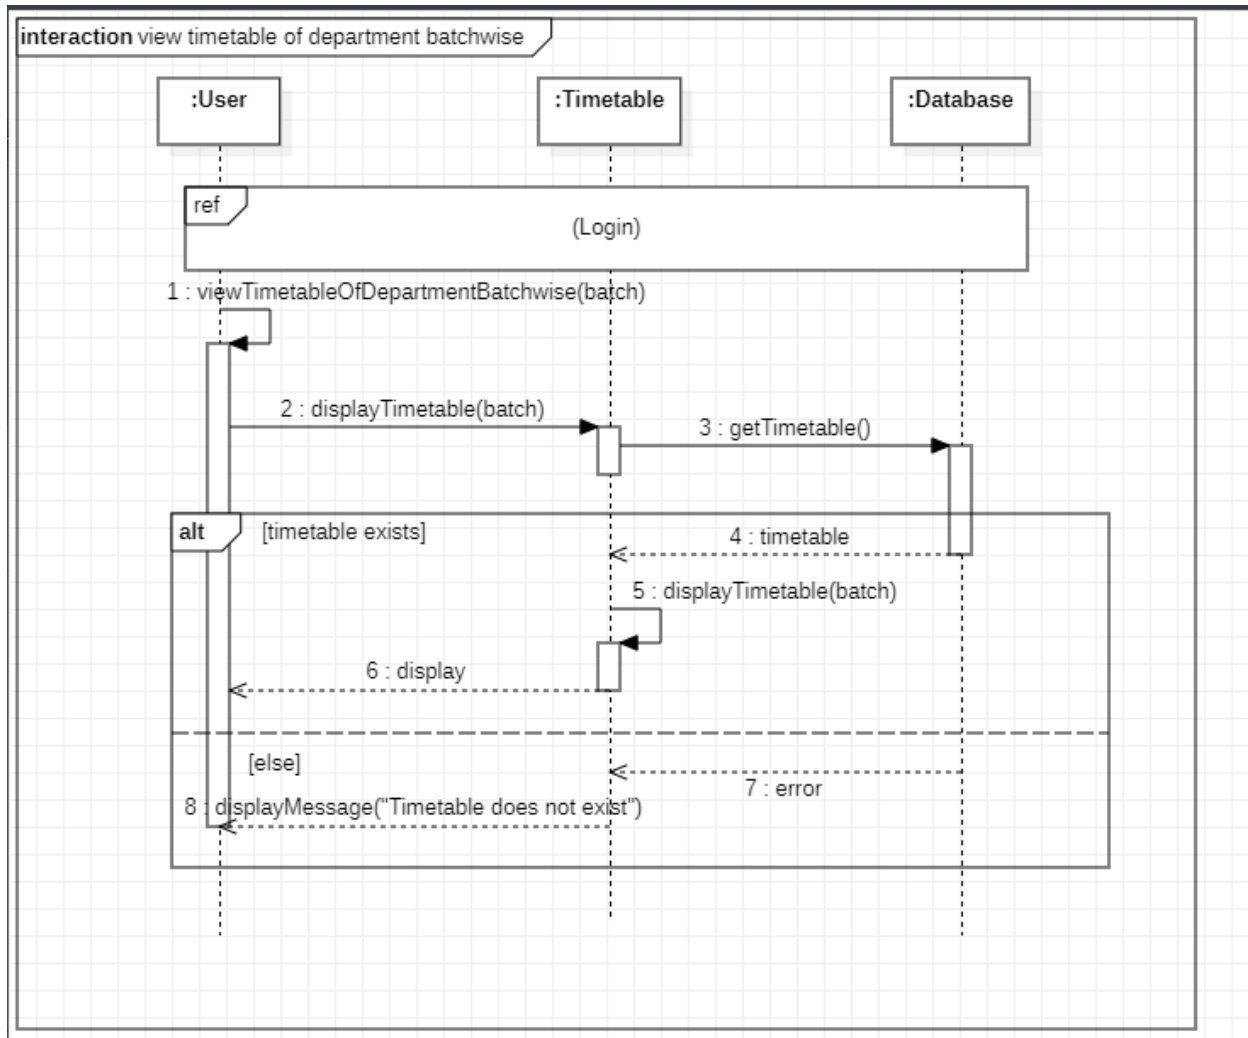 interaction view timetable of department batchwise
:User
:Timetable
:Database
ref
(Login)
1 : viewTimetableOfDepartmentBatchwise(batch)
2 : displayTimetable(batch)
3 : getTimetable()
alt
[timetable exists]
4 : timetable
5 : displayTimetable(batch)
6 : display
[else]
7 : error
8 : displayMessage("Timetable does not exist")